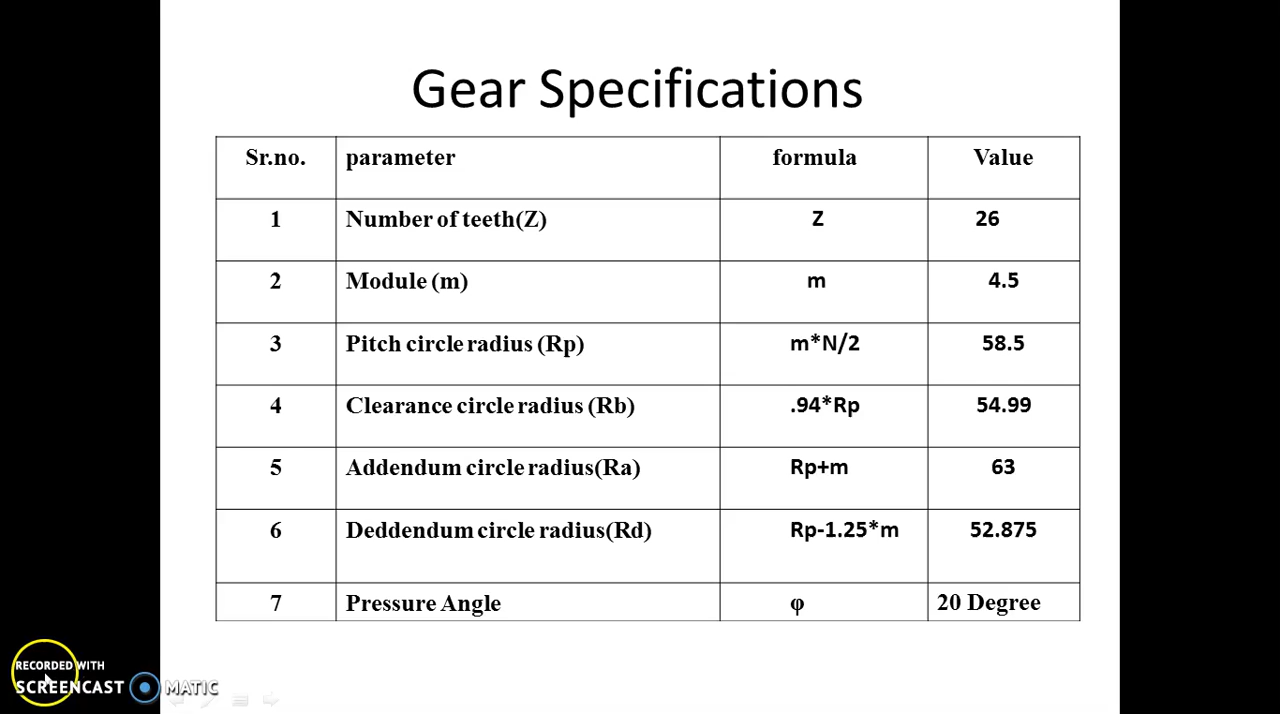 Gear Specifications
Sr.no. parameter formula Value
1 Number of teeth(Z) Z 26
2 Module (m) m 4.5
3 Pitch circle radius (Rp) m*N/2 58.5
4 Clearance circle radius (Rb) .94*Rp 54.99
5 Addendum circle radius(Ra) Rp+m 63
6 Deddendum circle radius(Rd) Rp-1.25*m 52.875
7 Pressure Angle φ 20 Degree
RECORDED WITH
SCREENCAST MATIC